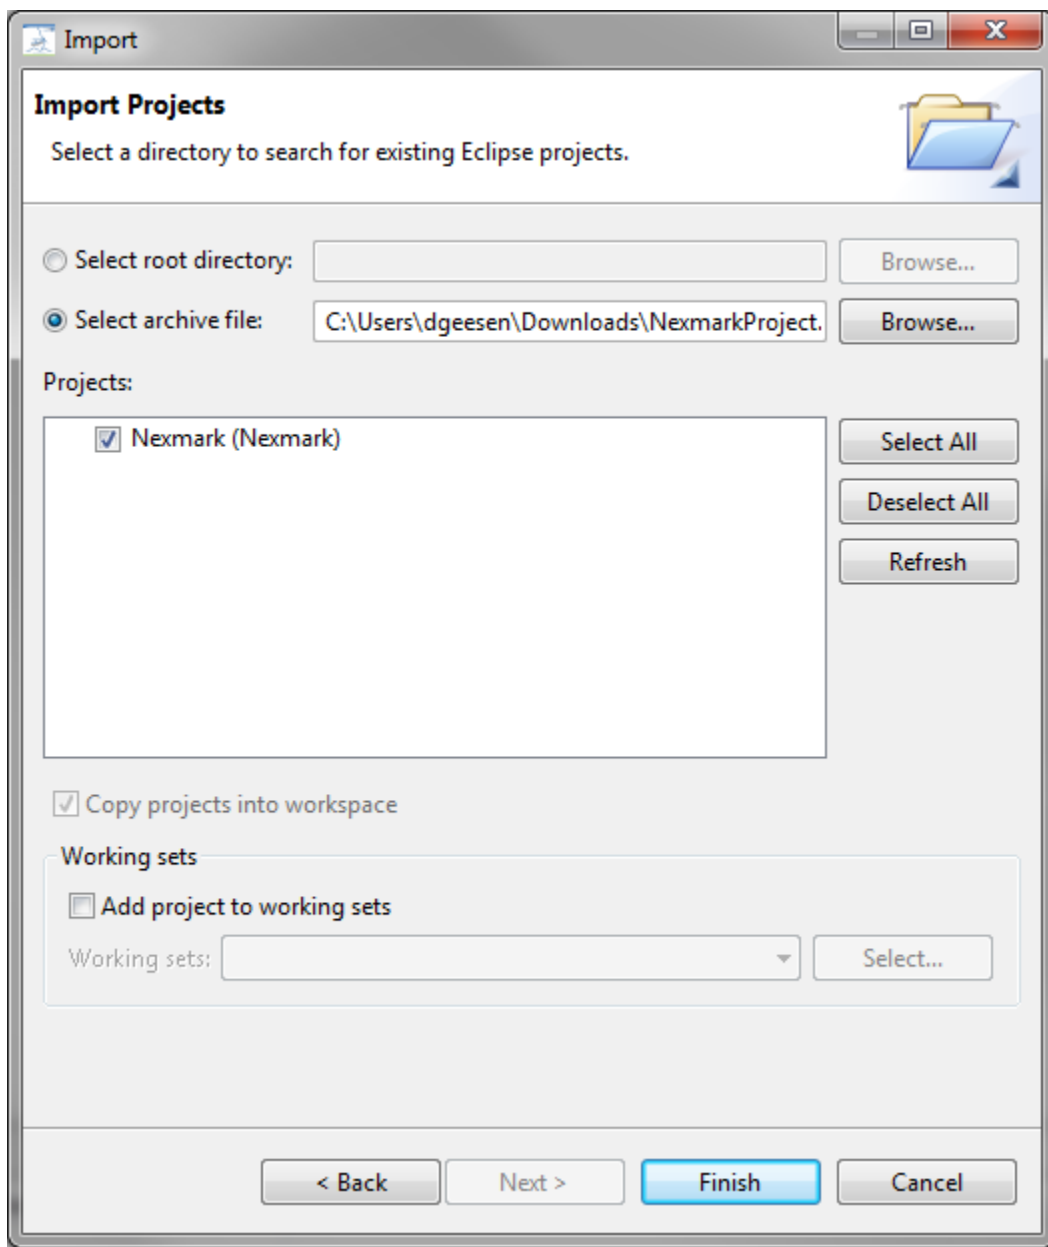 Import
Import Projects
Select a directory to search for existing Eclipse projects.
Select root directory:
Browse...
Select archive file:
C:\Users\dgeesen\Downloads\NexmarkProject.
Browse...
Projects:
Nexmark (Nexmark)
Select All
Deselect All
Refresh
Copy projects into workspace
Working sets
Add project to working sets
Working sets:
Select...
< Back
Next >
Finish
Cancel